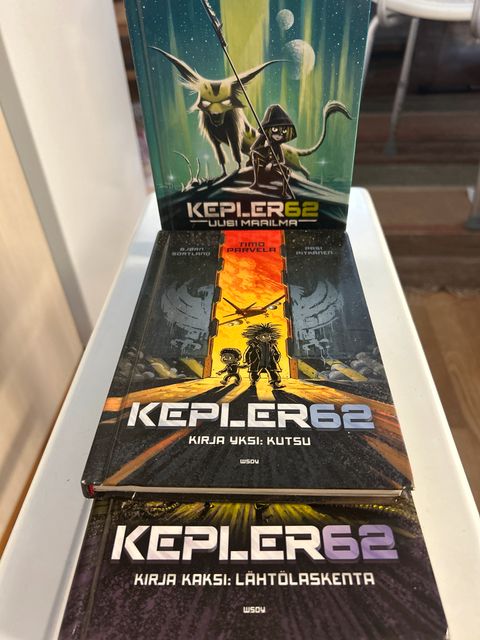 KEPLER62
UUSI MAAILMA
BJØRN SORTLAND
TIMO PARVELA
PASI PITKÄNEN
KEPLER62
KIRJA YKSI: KUTSU
WSOY
KEPLER62
KIRJA KAKSI: LÄHTÖLASKENTA
WSOY